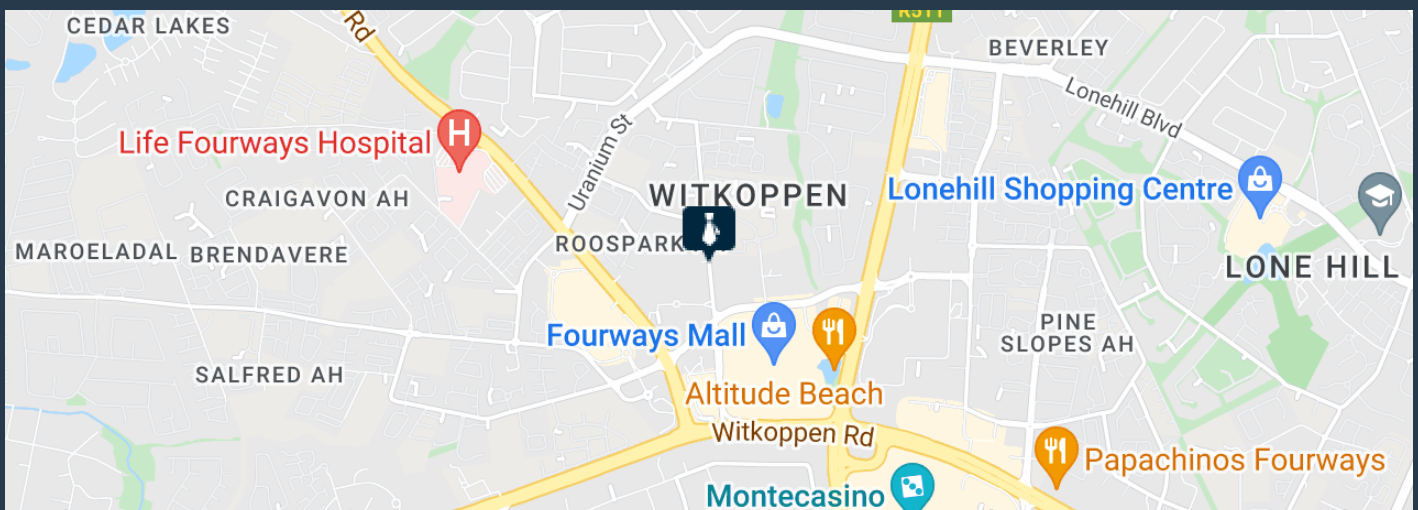 CEDAR LAKES
Rd
R511
BEVERLEY
Lonehill Blvd
Life Fourways Hospital
H
Uranium St
CRAIGAVON AH
WITKOPPEN
Lonehill Shopping Centre
ROOSPARK
MAROELADAL
BRENDAVERE
LONE HILL
Fourways Mall
PINE
SLOPES AH
SALFRED AH
Altitude Beach
Witkoppen Rd
Papachinos Fourways
Montecasino